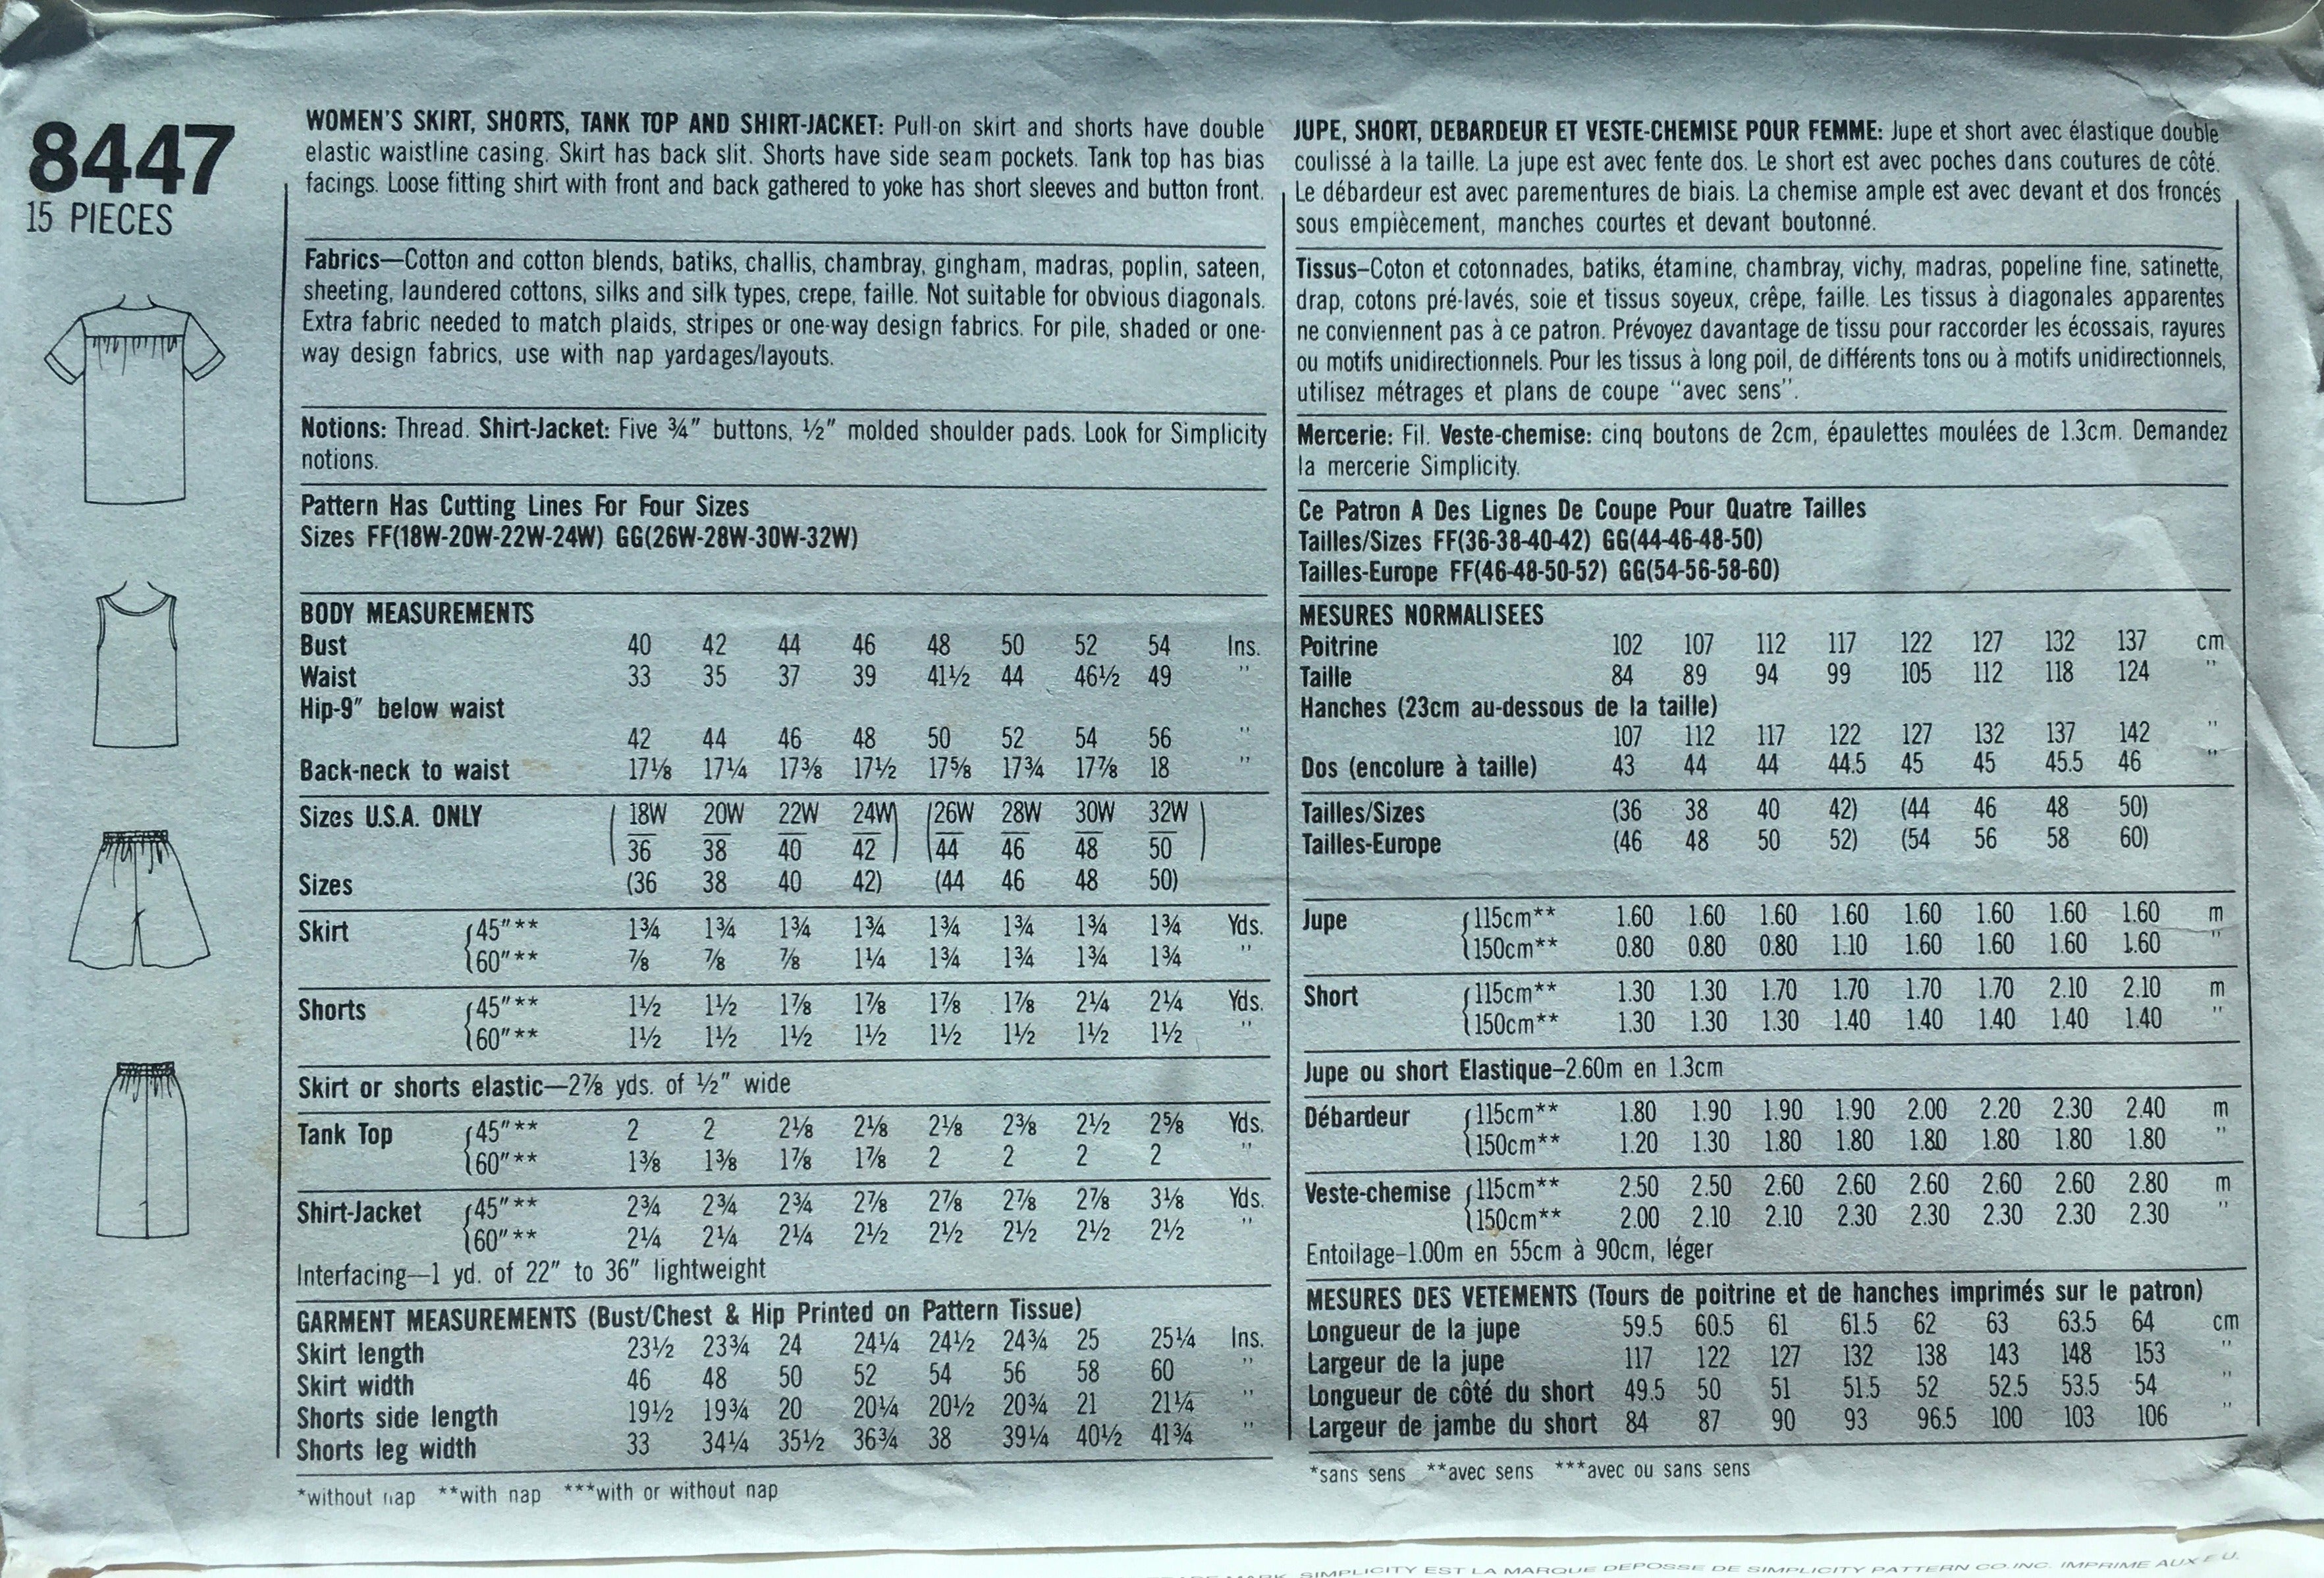 8447
15 PIECES
WOMEN'S SKIRT, SHORTS, TANK TOP AND SHIRT-JACKET: Pull-on skirt and shorts have double
elastic waistline casing. Skirt has back slit. Shorts have side seam pockets. Tank top has bias
facings. Loose fitting shirt with front and back gathered to yoke has short sleeves and button front.
Fabrics—Cotton and cotton blends, batiks, challis, chambray, gingham, madras, poplin, sateen,
sheeting, laundered cottons, silks and silk types, crepe, faille. Not suitable for obvious diagonals.
Extra fabric needed to match plaids, stripes or one-way design fabrics. For pile, shaded or one-
way design fabrics, use with nap yardages/layouts.
Notions: Thread. Shirt-Jacket: Five ¾" buttons, ½" molded shoulder pads. Look for Simplicity
notions.
Pattern Has Cutting Lines For Four Sizes
Sizes FF(18W-20W-22W-24W) GG(26W-28W-30W-32W)
BODY MEASUREMENTS
Bust 40 42 44 46 48 50 52 54 Ins.
Waist 33 35 37 39 41½ 44 46½ 49 "
Hip-9" below waist
42 44 46 48 50 52 54 56 "
Back-neck to waist 17⅛ 17¼ 17⅜ 17½ 17⅝ 17¾ 17⅞ 18 "
Sizes U.S.A. ONLY (18W 20W 22W 24W) (26W 28W 30W 32W)
36 38 40 42 44 46 48 50
Sizes (36 38 40 42) (44 46 48 50)
Skirt {45"** 1¾ 1¾ 1¾ 1¾ 1¾ 1¾ 1¾ 1¾ Yds.
{60"** ⅞ ⅞ ⅞ 1¼ 1¾ 1¾ 1¾ 1¾ "
Shorts {45"** 1½ 1½ 1⅞ 1⅞ 1⅞ 1⅞ 2¼ 2¼ Yds.
{60"** 1½ 1½ 1½ 1½ 1½ 1½ 1½ 1½ "
Skirt or shorts elastic—2⅞ yds. of ½" wide
Tank Top {45"** 2 2 2⅛ 2⅛ 2⅛ 2⅜ 2½ 2⅝ Yds.
{60"** 1⅜ 1⅜ 1⅞ 1⅞ 2 2 2 2 "
Shirt-Jacket {45"** 2¾ 2¾ 2¾ 2⅞ 2⅞ 2⅞ 2⅞ 3⅛ Yds.
{60"** 2¼ 2¼ 2¼ 2½ 2½ 2½ 2½ 2½ "
Interfacing—1 yd. of 22" to 36" lightweight
GARMENT MEASUREMENTS (Bust/Chest & Hip Printed on Pattern Tissue)
Skirt length 23½ 23¾ 24 24¼ 24½ 24¾ 25 25¼ Ins.
Skirt width 46 48 50 52 54 56 58 60 "
Shorts side length 19½ 19¾ 20 20¼ 20½ 20¾ 21 21¼ "
Shorts leg width 33 34¼ 35½ 36¾ 38 39¼ 40½ 41¾ "
*without nap **with nap ***with or without nap
JUPE, SHORT, DEBARDEUR ET VESTE-CHEMISE POUR FEMME: Jupe et short avec élastique double
coulissé à la taille. La jupe est avec fente dos. Le short est avec poches dans coutures de côté.
Le débardeur est avec parementures de biais. La chemise ample est avec devant et dos froncés
sous empiècement, manches courtes et devant boutonné.
Tissus–Coton et cotonnades, batiks, étamine, chambray, vichy, madras, popeline fine, satinette,
drap, cotons pré-lavés, soie et tissus soyeux, crêpe, faille. Les tissus à diagonales apparentes
ne conviennent pas à ce patron. Prévoyez davantage de tissu pour raccorder les écossais, rayures
ou motifs unidirectionnels. Pour les tissus à long poil, de différents tons ou à motifs unidirectionnels,
utilisez métrages et plans de coupe "avec sens".
Mercerie: Fil. Veste-chemise: cinq boutons de 2cm, épaulettes moulées de 1.3cm. Demandez
la mercerie Simplicity.
Ce Patron A Des Lignes De Coupe Pour Quatre Tailles
Tailles/Sizes FF(36-38-40-42) GG(44-46-48-50)
Tailles-Europe FF(46-48-50-52) GG(54-56-58-60)
MESURES NORMALISEES
Poitrine 102 107 112 117 122 127 132 137 cm
Taille 84 89 94 99 105 112 118 124 "
Hanches (23cm au-dessous de la taille)
107 112 117 122 127 132 137 142 "
Dos (encolure à taille) 43 44 44 44.5 45 45 45.5 46 "
Tailles/Sizes (36 38 40 42) (44 46 48 50)
Tailles-Europe (46 48 50 52) (54 56 58 60)
Jupe {115cm** 1.60 1.60 1.60 1.60 1.60 1.60 1.60 1.60 m
{150cm** 0.80 0.80 0.80 1.10 1.60 1.60 1.60 1.60 "
Short {115cm** 1.30 1.30 1.70 1.70 1.70 1.70 2.10 2.10 m
{150cm** 1.30 1.30 1.30 1.40 1.40 1.40 1.40 1.40 "
Jupe ou short Elastique–2.60m en 1.3cm
Débardeur {115cm** 1.80 1.90 1.90 1.90 2.00 2.20 2.30 2.40 m
{150cm** 1.20 1.30 1.80 1.80 1.80 1.80 1.80 1.80 "
Veste-chemise {115cm** 2.50 2.50 2.60 2.60 2.60 2.60 2.60 2.80 m
{150cm** 2.00 2.10 2.10 2.30 2.30 2.30 2.30 2.30 "
Entoilage–1.00m en 55cm à 90cm, léger
MESURES DES VETEMENTS (Tours de poitrine et de hanches imprimés sur le patron)
Longueur de la jupe 59.5 60.5 61 61.5 62 63 63.5 64 cm
Largeur de la jupe 117 122 127 132 138 143 148 153 "
Longueur de côté du short 49.5 50 51 51.5 52 52.5 53.5 54 "
Largeur de jambe du short 84 87 90 93 96.5 100 103 106 "
*sans sens **avec sens ***avec ou sans sens
MARK. SIMPLICITY EST LA MARQUE DEPOSSE DE SIMPLICITY PATTERN CO.INC. IMPRIME AUX E.U.